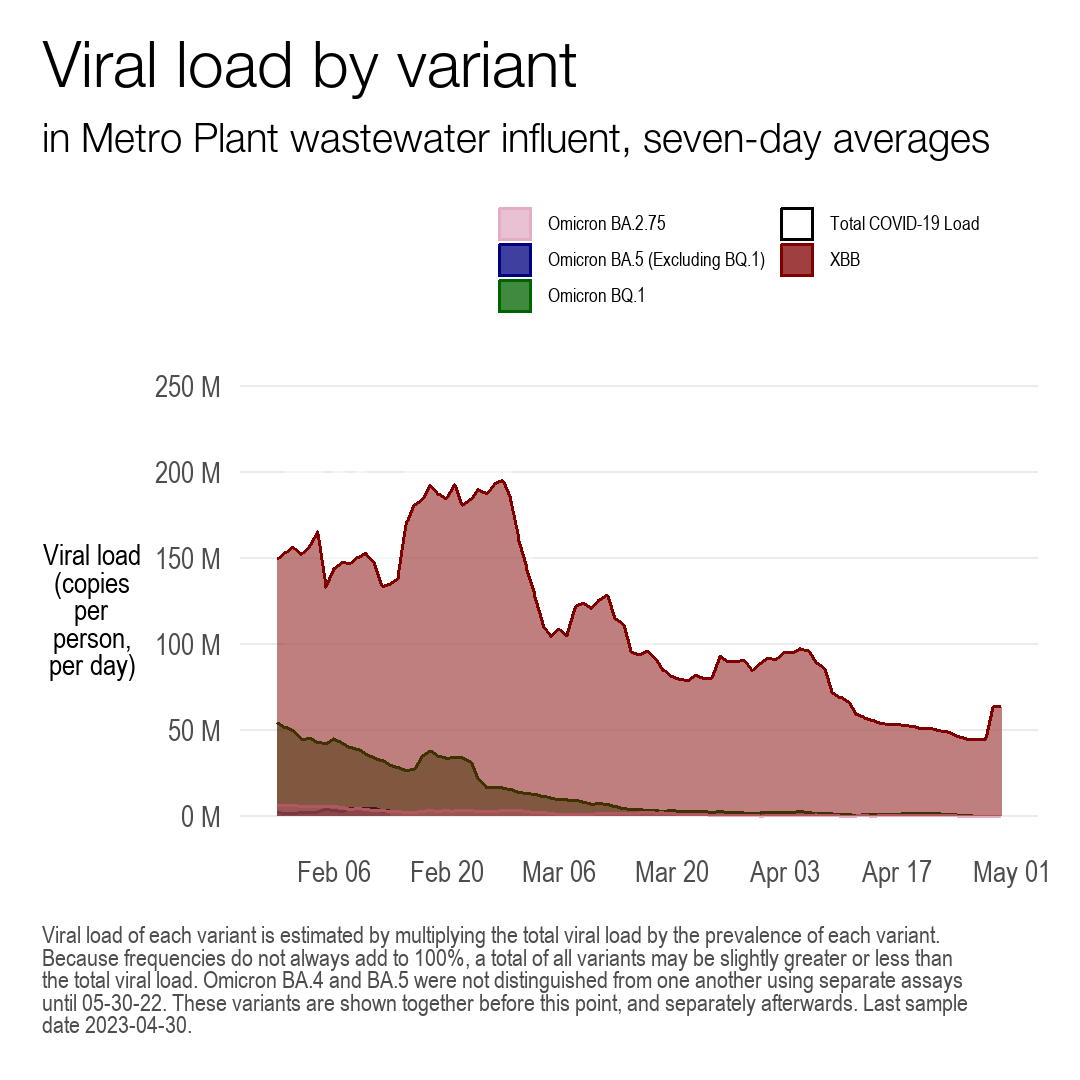 Viral load by variant
in Metro Plant wastewater influent, seven-day averages
Omicron BA.2.75
Omicron BA.5 (Excluding BQ.1)
Omicron BQ.1
Total COVID-19 Load
XBB
250 M
200 M
150 M
100 M
50 M
0 M
Viral load
(copies
per
person,
per day)
Feb 06 Feb 20 Mar 06 Mar 20 Apr 03 Apr 17 May 01
Viral load of each variant is estimated by multiplying the total viral load by the prevalence of each variant.
Because frequencies do not always add to 100%, a total of all variants may be slightly greater or less than
the total viral load. Omicron BA.4 and BA.5 were not distinguished from one another using separate assays
until 05-30-22. These variants are shown together before this point, and separately afterwards. Last sample
date 2023-04-30.